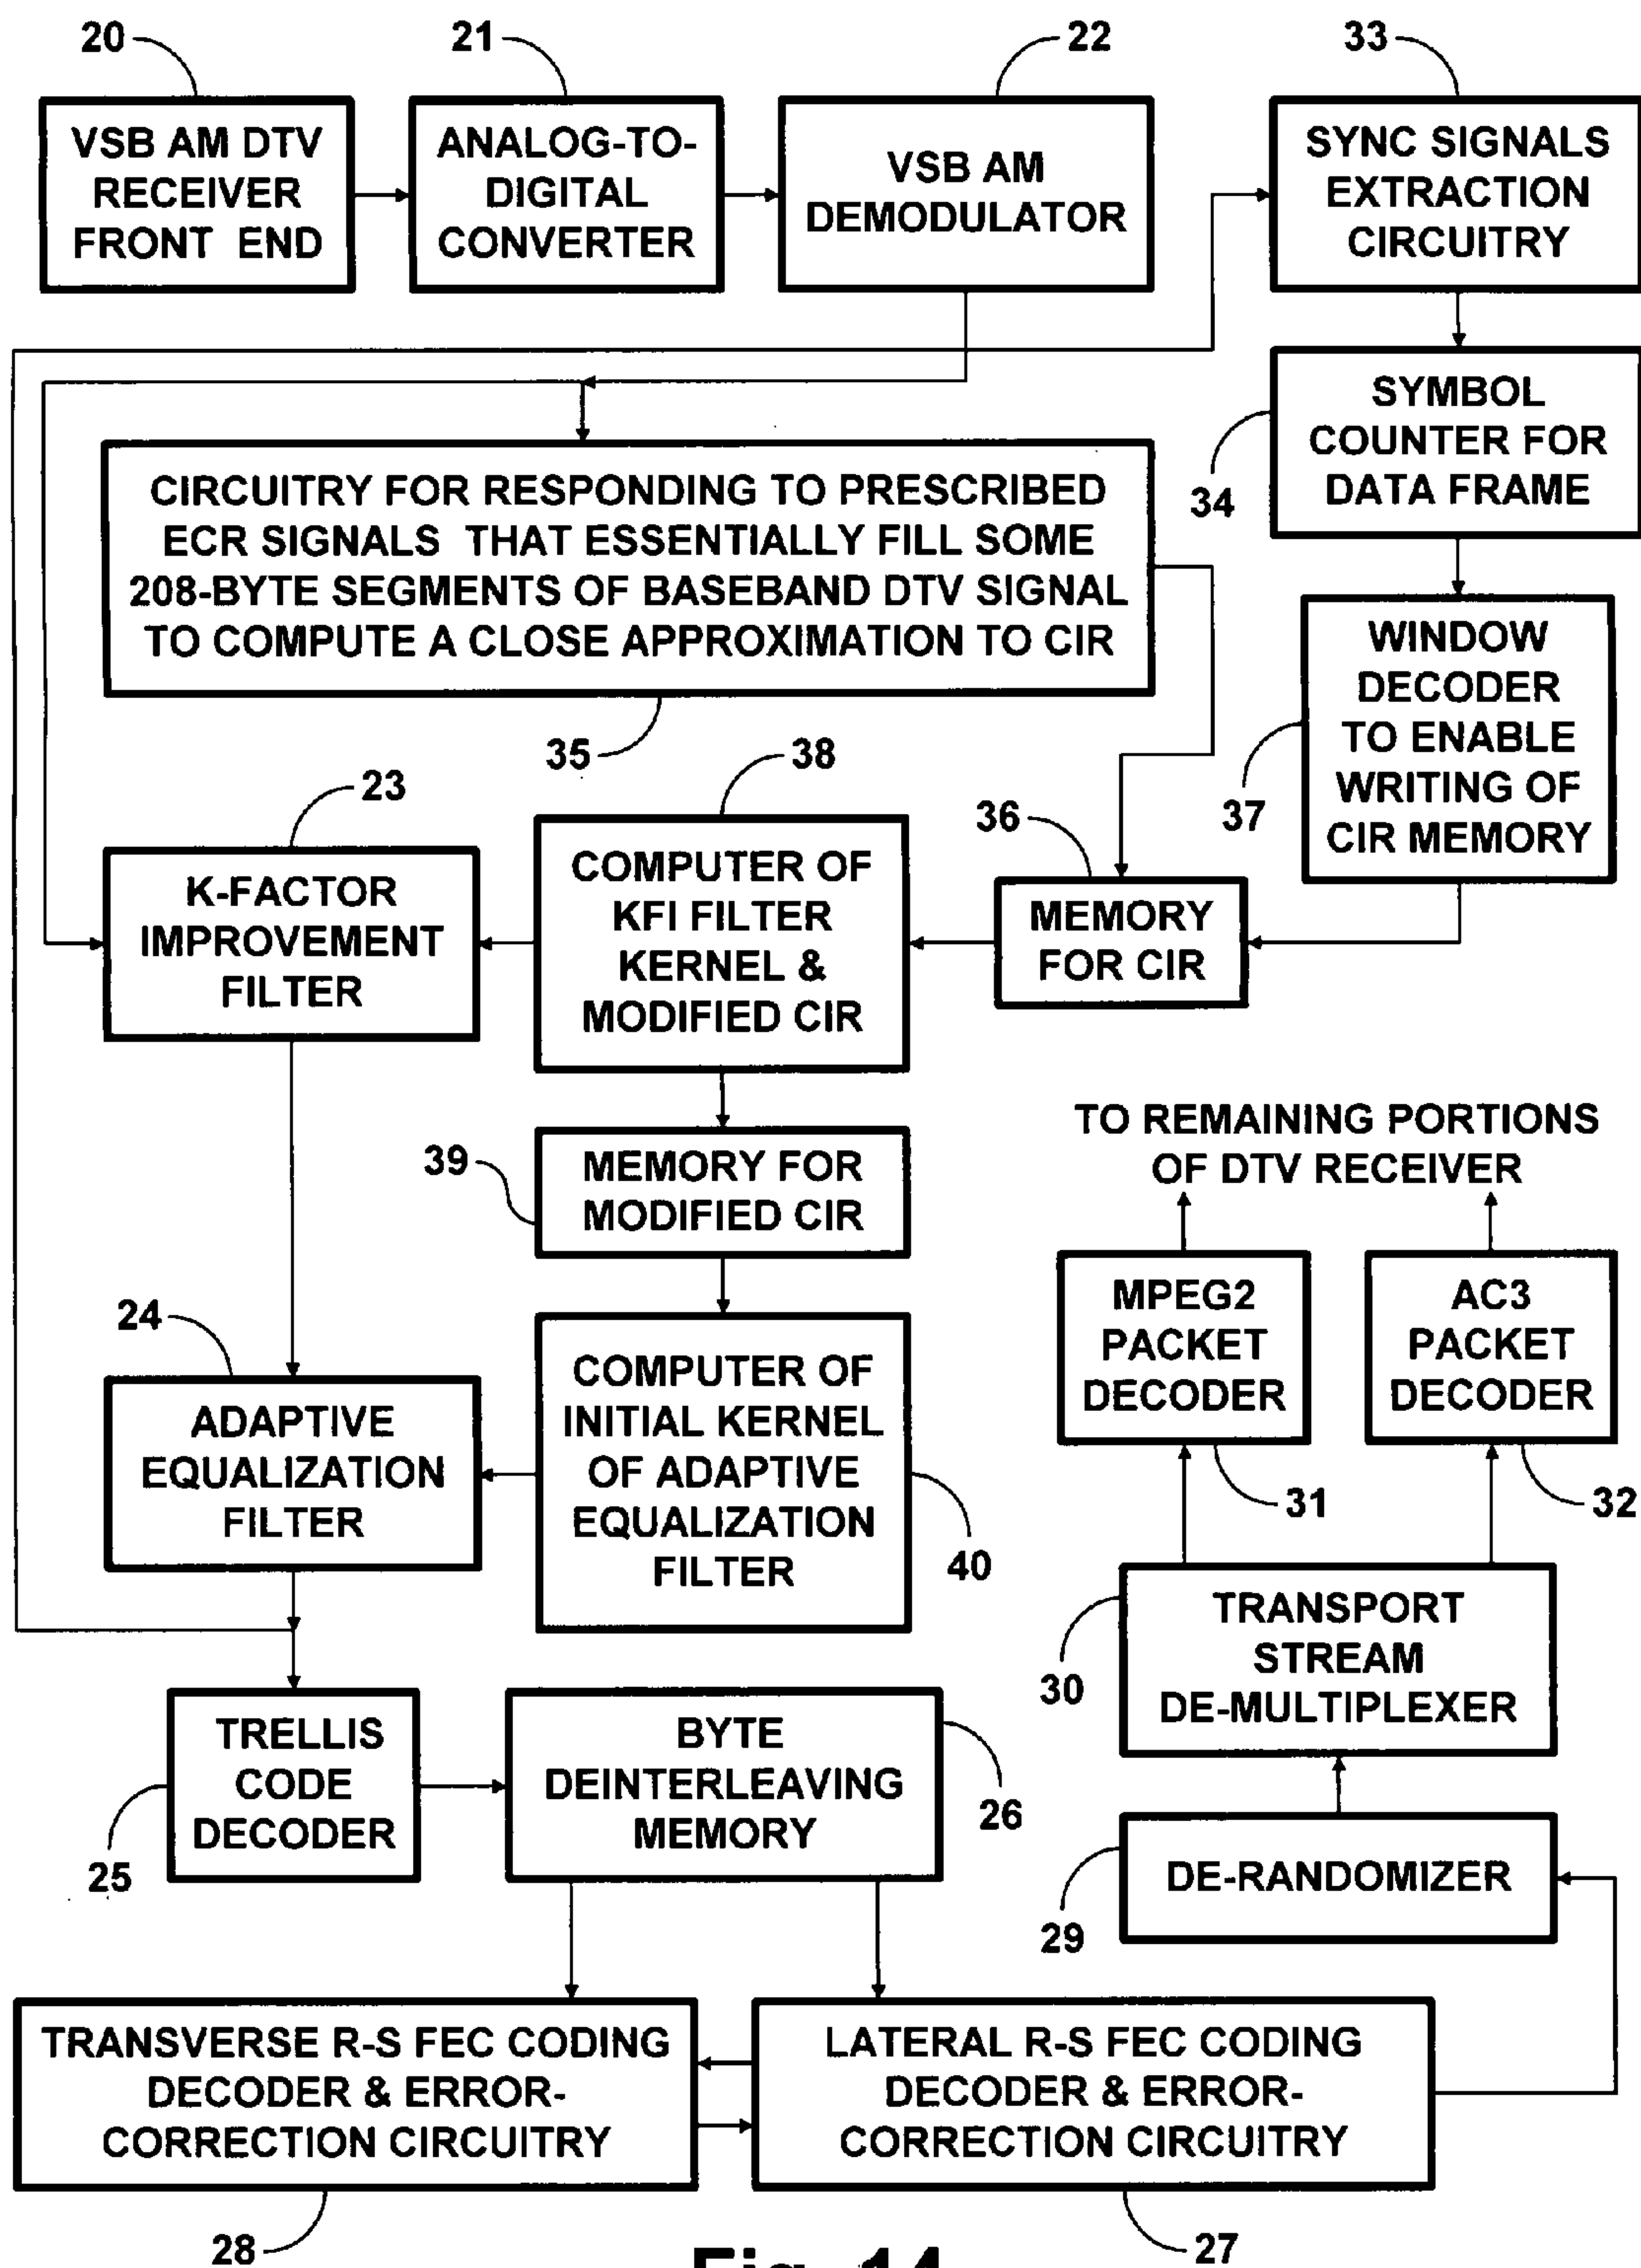 20
21
22
33
VSB AM DTV
RECEIVER
FRONT END
ANALOG-TO-
DIGITAL
CONVERTER
VSB AM
DEMODULATOR
SYNC SIGNALS
EXTRACTION
CIRCUITRY
SYMBOL
COUNTER FOR
DATA FRAME
34
CIRCUITRY FOR RESPONDING TO PRESCRIBED
ECR SIGNALS THAT ESSENTIALLY FILL SOME
208-BYTE SEGMENTS OF BASEBAND DTV SIGNAL
TO COMPUTE A CLOSE APPROXIMATION TO CIR
35
WINDOW
DECODER
TO ENABLE
WRITING OF
CIR MEMORY
37
23
K-FACTOR
IMPROVEMENT
FILTER
38
COMPUTER OF
KFI FILTER
KERNEL &
MODIFIED CIR
36
MEMORY
FOR CIR
39
MEMORY FOR
MODIFIED CIR
TO REMAINING PORTIONS
OF DTV RECEIVER
MPEG2
PACKET
DECODER
31
AC3
PACKET
DECODER
32
24
ADAPTIVE
EQUALIZATION
FILTER
COMPUTER OF
INITIAL KERNEL
OF ADAPTIVE
EQUALIZATION
FILTER
40
TRANSPORT
STREAM
DE-MULTIPLEXER
30
TRELLIS
CODE
DECODER
25
BYTE
DEINTERLEAVING
MEMORY
26
DE-RANDOMIZER
29
TRANSVERSE R-S FEC CODING
DECODER & ERROR-
CORRECTION CIRCUITRY
28
LATERAL R-S FEC CODING
DECODER & ERROR-
CORRECTION CIRCUITRY
27
Fig. 14